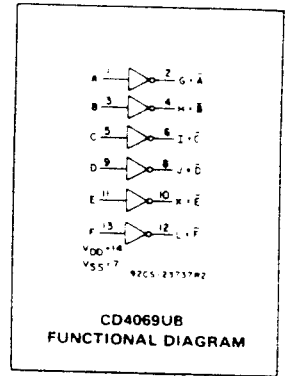 A 1 2 G = A̅
B 3 4 H = B̅
C 5 6 I = C̅
D 9 8 J = D̅
E 11 10 K = E̅
F 13 12 L = F̅
VDD = 14
VSS = 7
92CS-23737R2
CD4069UB
FUNCTIONAL DIAGRAM